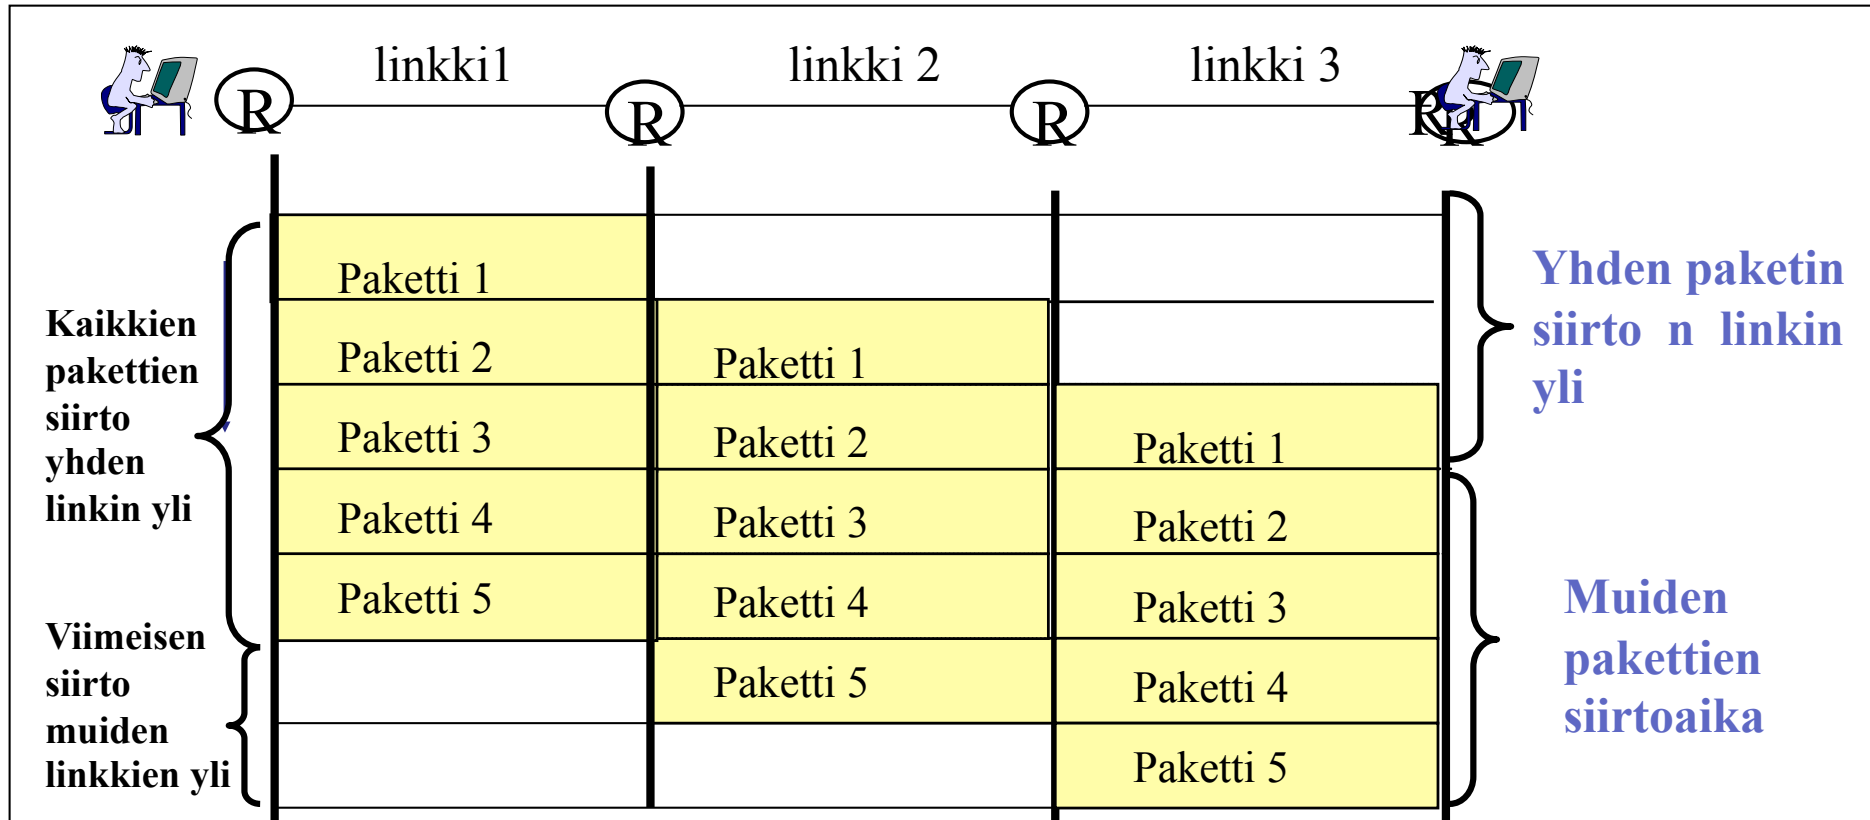 linkki1
linkki 2
linkki 3
R
R
R
R
R
Kaikkien
pakettien
siirto
yhden
linkin yli
Viimeisen
siirto
muiden
linkkien yli
Paketti 1
Paketti 2
Paketti 3
Paketti 4
Paketti 5
Paketti 1
Paketti 2
Paketti 3
Paketti 4
Paketti 5
Paketti 1
Paketti 2
Paketti 3
Paketti 4
Paketti 5
Yhden paketin
siirto n linkin
yli
Muiden
pakettien
siirtoaika